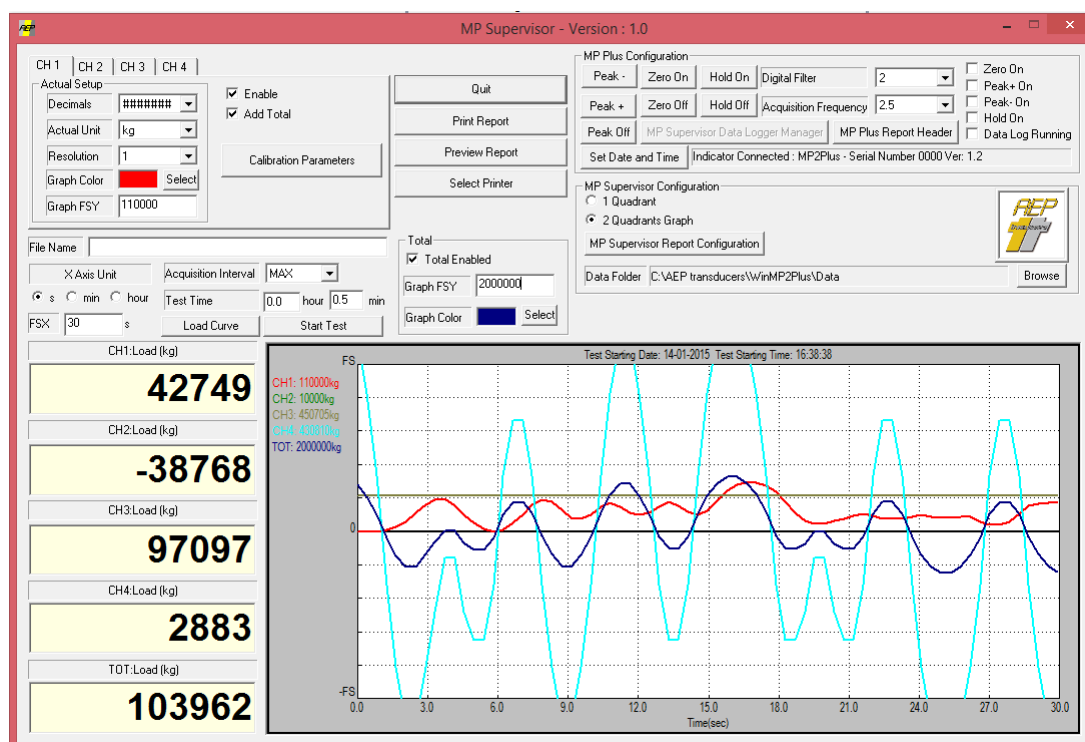 AEP MP Supervisor - Version : 1.0
CH 1 CH 2 CH 3 CH 4
Actual Setup
Decimals #######
Actual Unit kg
Resolution 1
Graph Color Select
Graph FSY 110000
Enable
Add Total
Calibration Parameters
Quit
Print Report
Preview Report
Select Printer
MP Plus Configuration
Peak - Zero On Hold On Digital Filter 2
Peak + Zero Off Hold Off Acquisition Frequency 2.5
Peak Off MP Supervisor Data Logger Manager MP Plus Report Header
Set Date and Time Indicator Connected : MP2Plus - Serial Number 0000 Ver: 1.2
Zero On
Peak+ On
Peak- On
Hold On
Data Log Running
MP Supervisor Configuration
1 Quadrant
2 Quadrants Graph
MP Supervisor Report Configuration
Data Folder C:\AEP transducers\WinMP2Plus\Data Browse
AEP
transducers
File Name
X Axis Unit Acquisition Interval MAX
s min hour Test Time 0.0 hour 0.5 min
FSX 30 s Load Curve Start Test
Total
Total Enabled
Graph FSY 2000000
Graph Color Select
CH1:Load (kg)
42749
CH2:Load (kg)
-38768
CH3:Load (kg)
97097
CH4:Load (kg)
2883
TOT:Load (kg)
103962
Test Starting Date: 14-01-2015 Test Starting Time: 16:38:38
FS
CH1: 110000kg
CH2: 10000kg
CH3: 450705kg
CH4: 430810kg
TOT: 2000000kg
0
-FS
0.0 3.0 6.0 9.0 12.0 15.0 18.0 21.0 24.0 27.0 30.0
Time(sec)